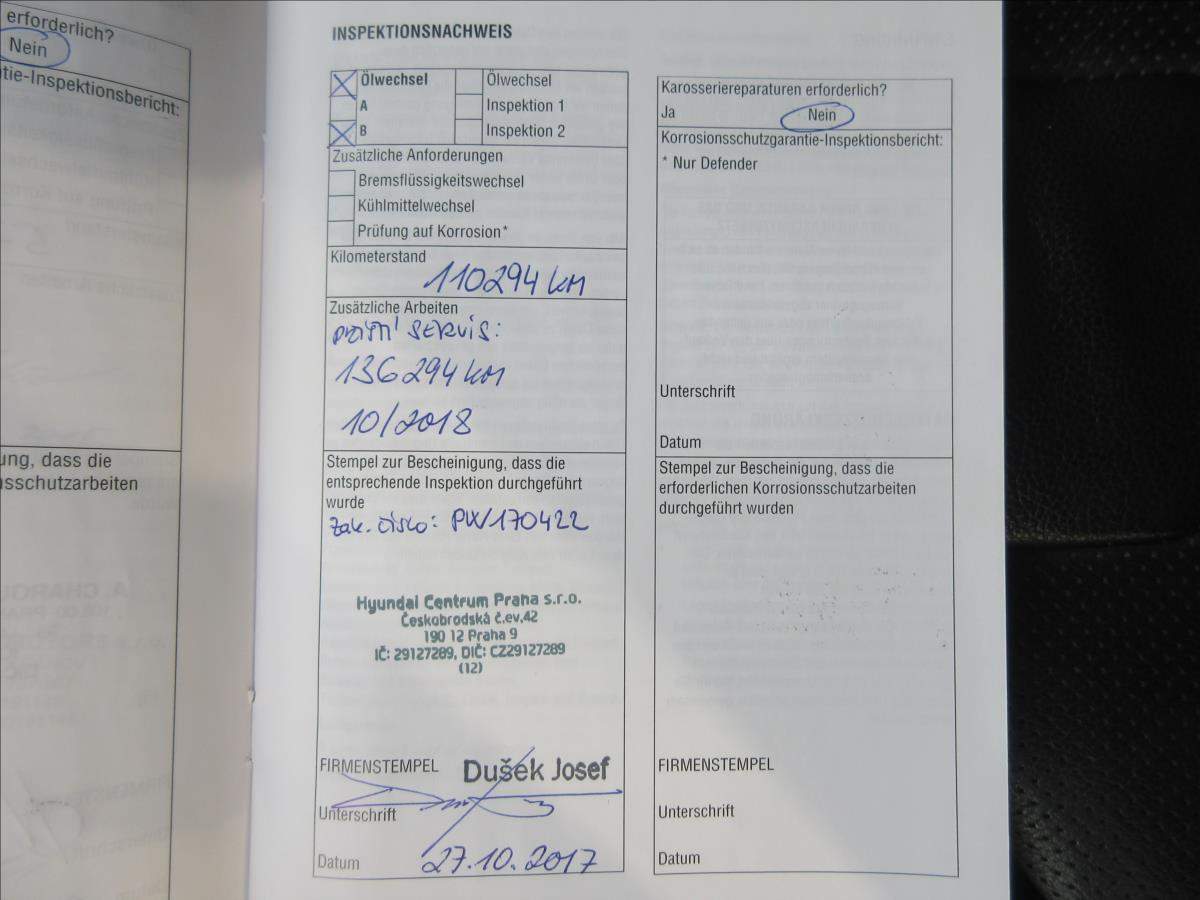 erforderlich?
Nein
tie-Inspektionsbericht:
ung, dass die
sschutzarbeiten
INSPEKTIONSNACHWEIS
Ölwechsel
A
B
Ölwechsel
Inspektion 1
Inspektion 2
Zusätzliche Anforderungen
Bremsflüssigkeitswechsel
Kühlmittelwechsel
Prüfung auf Korrosion*
Kilometerstand
110294 km
Zusätzliche Arbeiten
PŘÍŠTÍ SERVIS:
136294 km
10/2018
Stempel zur Bescheinigung, dass die
entsprechende Inspektion durchgeführt
wurde
Zak. číslo: PW170422
Hyundai Centrum Praha s.r.o.
Českobrodská č.ev.42
190 12 Praha 9
IČ: 29127289, DIČ: CZ29127289
(12)
FIRMENSTEMPEL Dušek Josef
Unterschrift
Datum 27.10.2017
Karosseriereparaturen erforderlich?
Ja Nein
Korrosionsschutzgarantie-Inspektionsbericht:
* Nur Defender
Unterschrift
Datum
Stempel zur Bescheinigung, dass die
erforderlichen Korrosionsschutzarbeiten
durchgeführt wurden
FIRMENSTEMPEL
Unterschrift
Datum